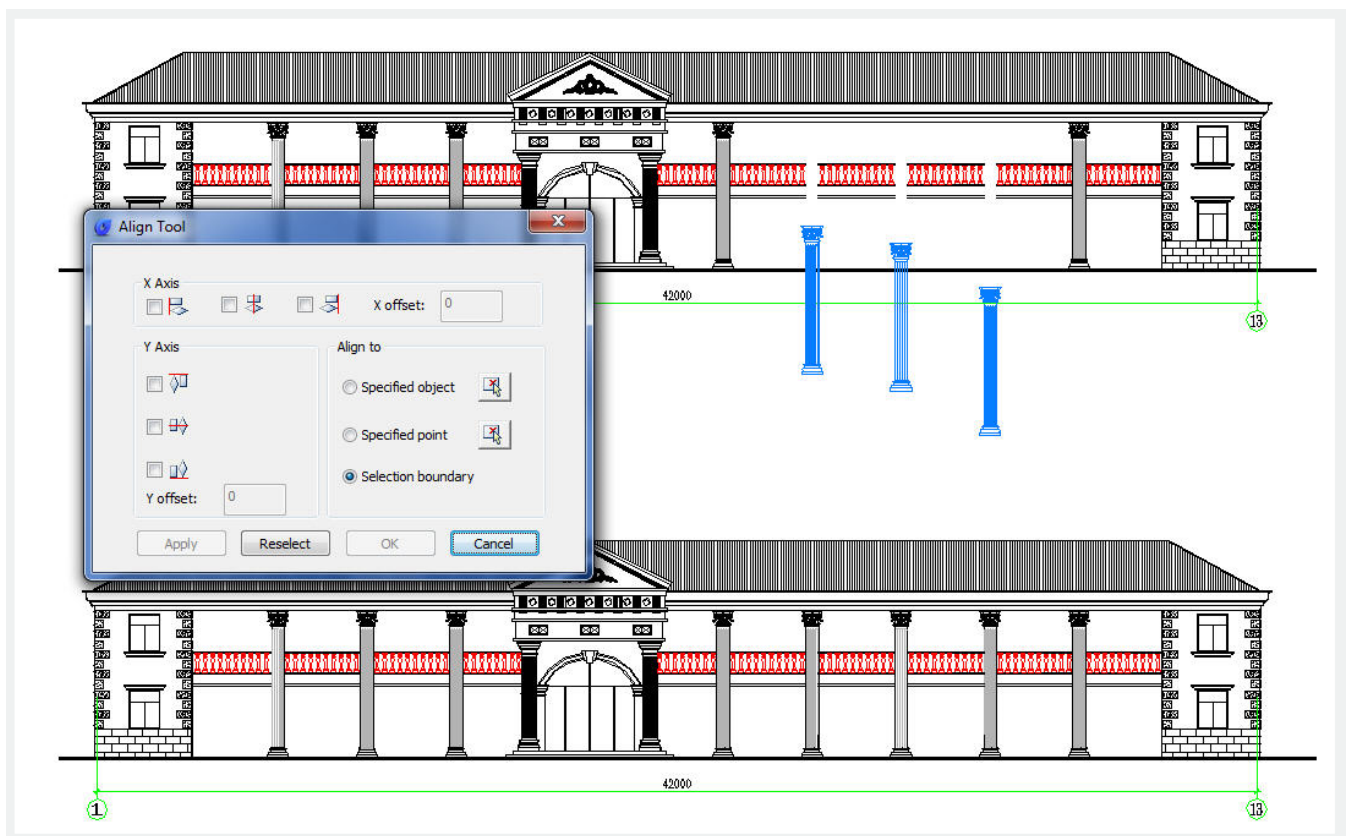 Align Tool
X Axis
X offset: 0
42000
13
Y Axis
Align to
Specified object
Specified point
Selection boundary
Y offset: 0
Apply Reselect OK Cancel
42000
1 13